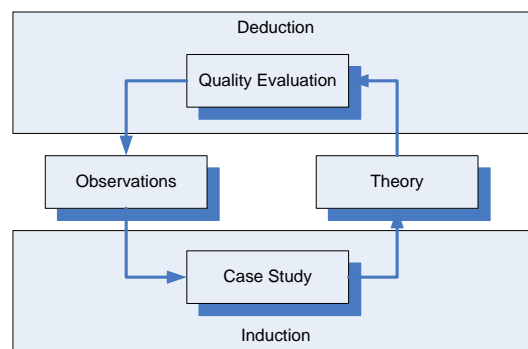 Deduction
Quality Evaluation
Observations
Theory
Case Study
Induction